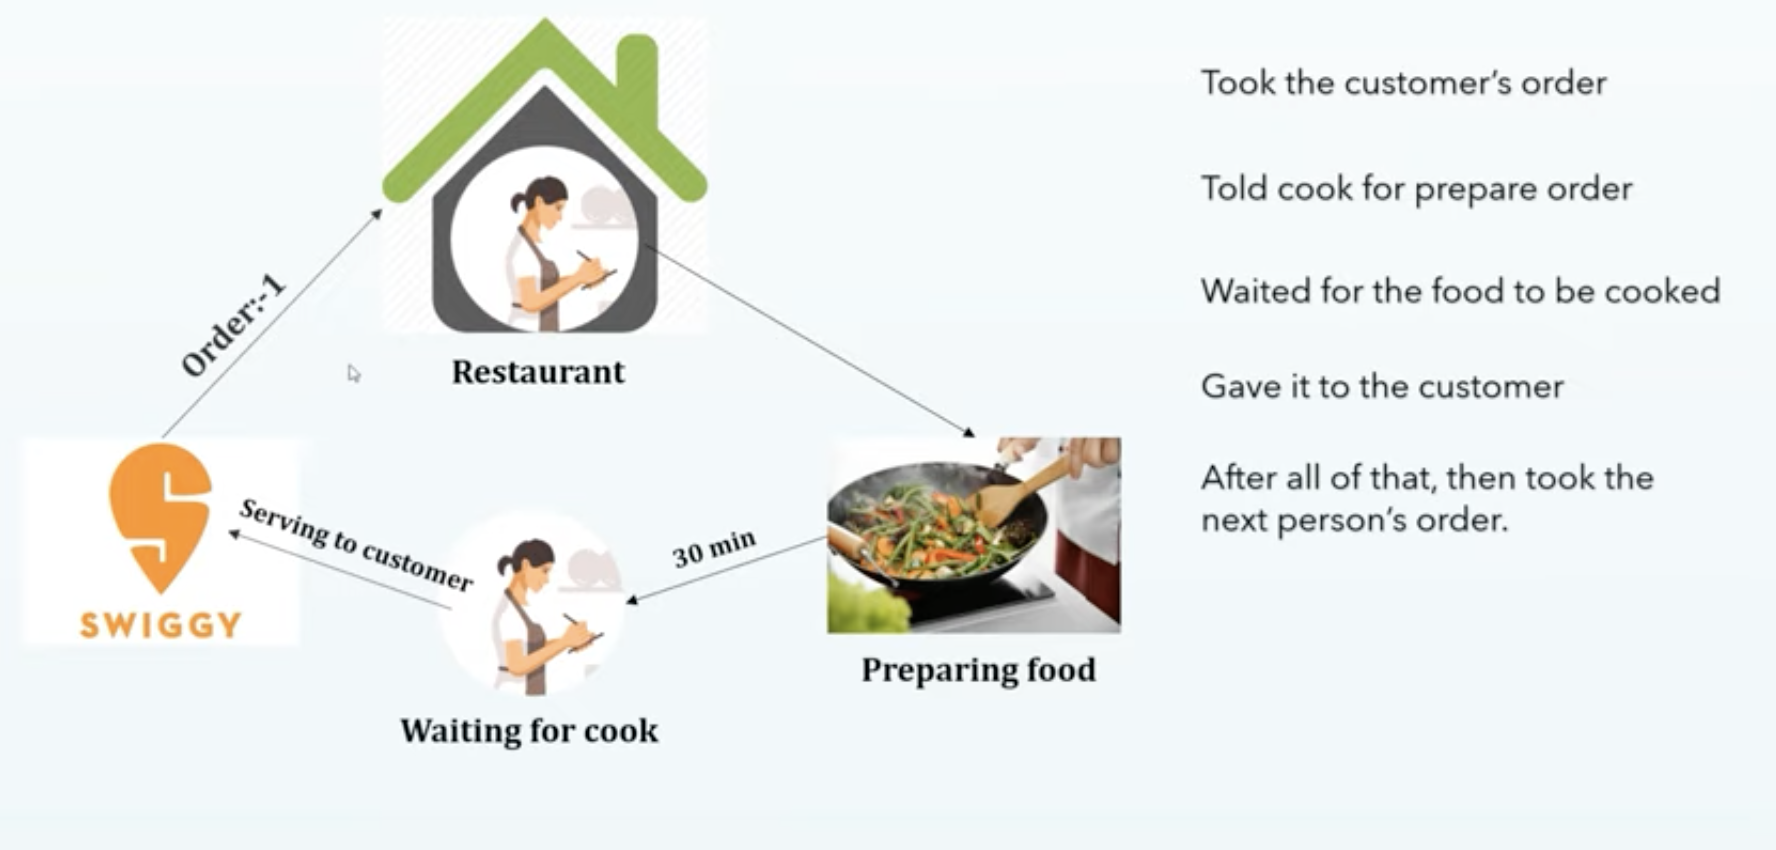 Order:-1
Restaurant
SWIGGY
Serving to customer
30 min
Waiting for cook
Preparing food
Took the customer's order
Told cook for prepare order
Waited for the food to be cooked
Gave it to the customer
After all of that, then took the
next person's order.